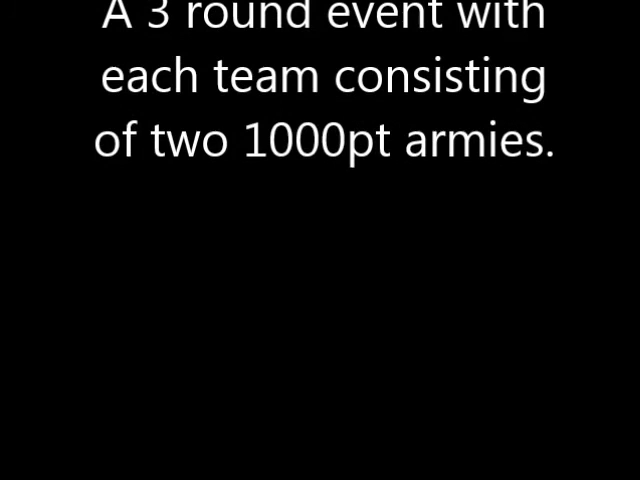 A 3 round event with
each team consisting
of two 1000pt armies.